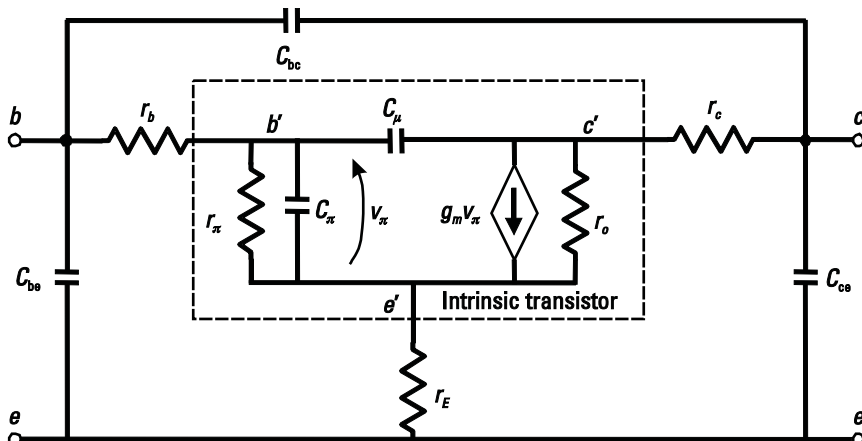 C_bc
b
r_b
b'
C_μ
c'
r_c
c
r_π
C_π
v_π
g_m v_π
r_o
C_be
C_ce
e'
Intrinsic transistor
r_E
e
e